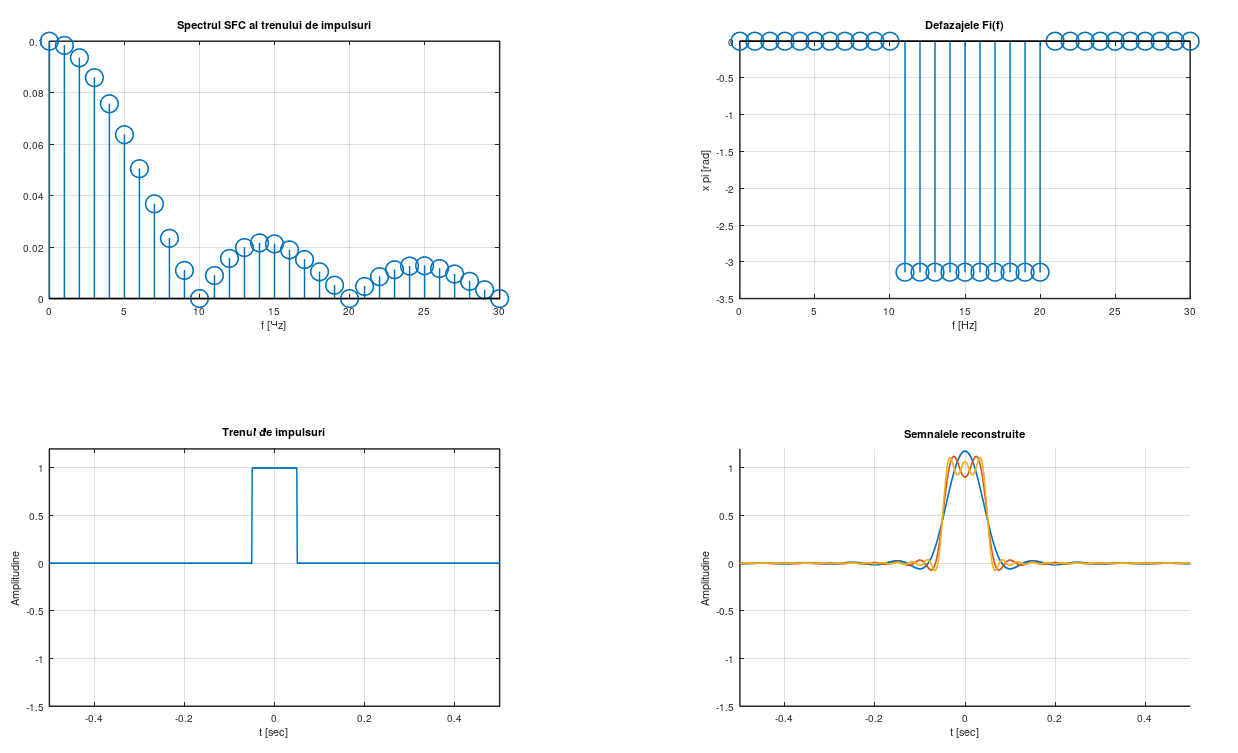 Spectrul SFC al trenului de impulsuri
0.08
0.06
0.04
0.02
0
0 5 10 15 20 25 30
f [Hz]
Defazajele Fi(f)
0
-0.5
-1
-1.5
-2
-2.5
-3
-3.5
x pi [rad]
0 5 10 15 20 25 30
f [Hz]
Trenul de impulsuri
1
0.5
0
-0.5
-1
-1.5
Amplitudine
-0.4 -0.2 0 0.2 0.4
t [sec]
Semnalele reconstruite
1
0.5
0
-0.5
-1
-1.5
Amplitudine
-0.4 -0.2 0 0.2 0.4
t [sec]